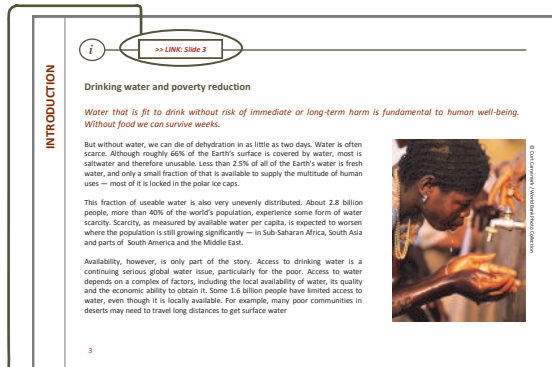 i
>> LINK: Slide 3
INTRODUCTION
Drinking water and poverty reduction
Water that is fit to drink without risk of immediate or long-term harm is fundamental to human well-being.
Without food we can survive weeks.
But without water, we can die of dehydration in as little as two days. Water is often
scarce. Although roughly 66% of the Earth's surface is covered by water, most is
saltwater and therefore unusable. Less than 2.5% of all of the Earth's water is fresh
water, and only a small fraction of that is available to supply the multitude of human
uses — most of it is locked in the polar ice caps.
This fraction of useable water is also very unevenly distributed. About 2.8 billion
people, more than 40% of the world's population, experience some form of water
scarcity. Scarcity, as measured by available water per capita, is expected to worsen
where the population is still growing significantly — in Sub-Saharan Africa, South Asia
and parts of South America and the Middle East.
Availability, however, is only part of the story. Access to drinking water is a
continuing serious global water issue, particularly for the poor. Access to water
depends on a complex of factors, including the local availability of water, its quality
and the economic ability to obtain it. Some 1.6 billion people have limited access to
water, even though it is locally available. For example, many poor communities in
deserts may need to travel long distances to get surface water
© Curt Carnemark / World Bank Photo Collection
3